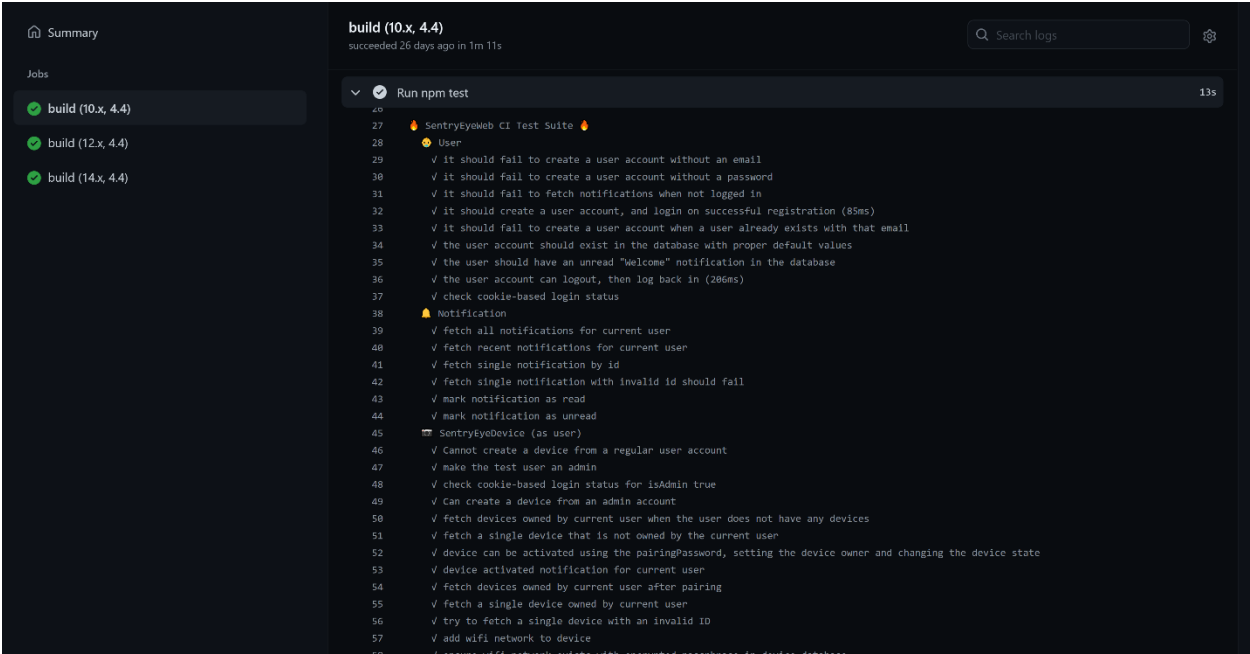 Summary
Jobs
build (10.x, 4.4)
build (12.x, 4.4)
build (14.x, 4.4)
build (10.x, 4.4)
succeeded 26 days ago in 1m 11s
Search logs
Run npm test 13s
26
27 🔥 SentryEyeWeb CI Test Suite 🔥
28 👶 User
29 √ it should fail to create a user account without an email
30 √ it should fail to create a user account without a password
31 √ it should fail to fetch notifications when not logged in
32 √ it should create a user account, and login on successful registration (85ms)
33 √ it should fail to create a user account when a user already exists with that email
34 √ the user account should exist in the database with proper default values
35 √ the user should have an unread "Welcome" notification in the database
36 √ the user account can logout, then log back in (206ms)
37 √ check cookie-based login status
38 🔔 Notification
39 √ fetch all notifications for current user
40 √ fetch recent notifications for current user
41 √ fetch single notification by id
42 √ fetch single notification with invalid id should fail
43 √ mark notification as read
44 √ mark notification as unread
45 SentryEyeDevice (as user)
46 √ Cannot create a device from a regular user account
47 √ make the test user an admin
48 √ check cookie-based login status for isAdmin true
49 √ Can create a device from an admin account
50 √ fetch devices owned by current user when the user does not have any devices
51 √ fetch a single device that is not owned by the current user
52 √ device can be activated using the pairingPassword, setting the device owner and changing the device state
53 √ device activated notification for current user
54 √ fetch devices owned by current user after pairing
55 √ fetch a single device owned by current user
56 √ try to fetch a single device with an invalid ID
57 √ add wifi network to device
58 √ ensure wifi network exists with encrypted passphrase in device database